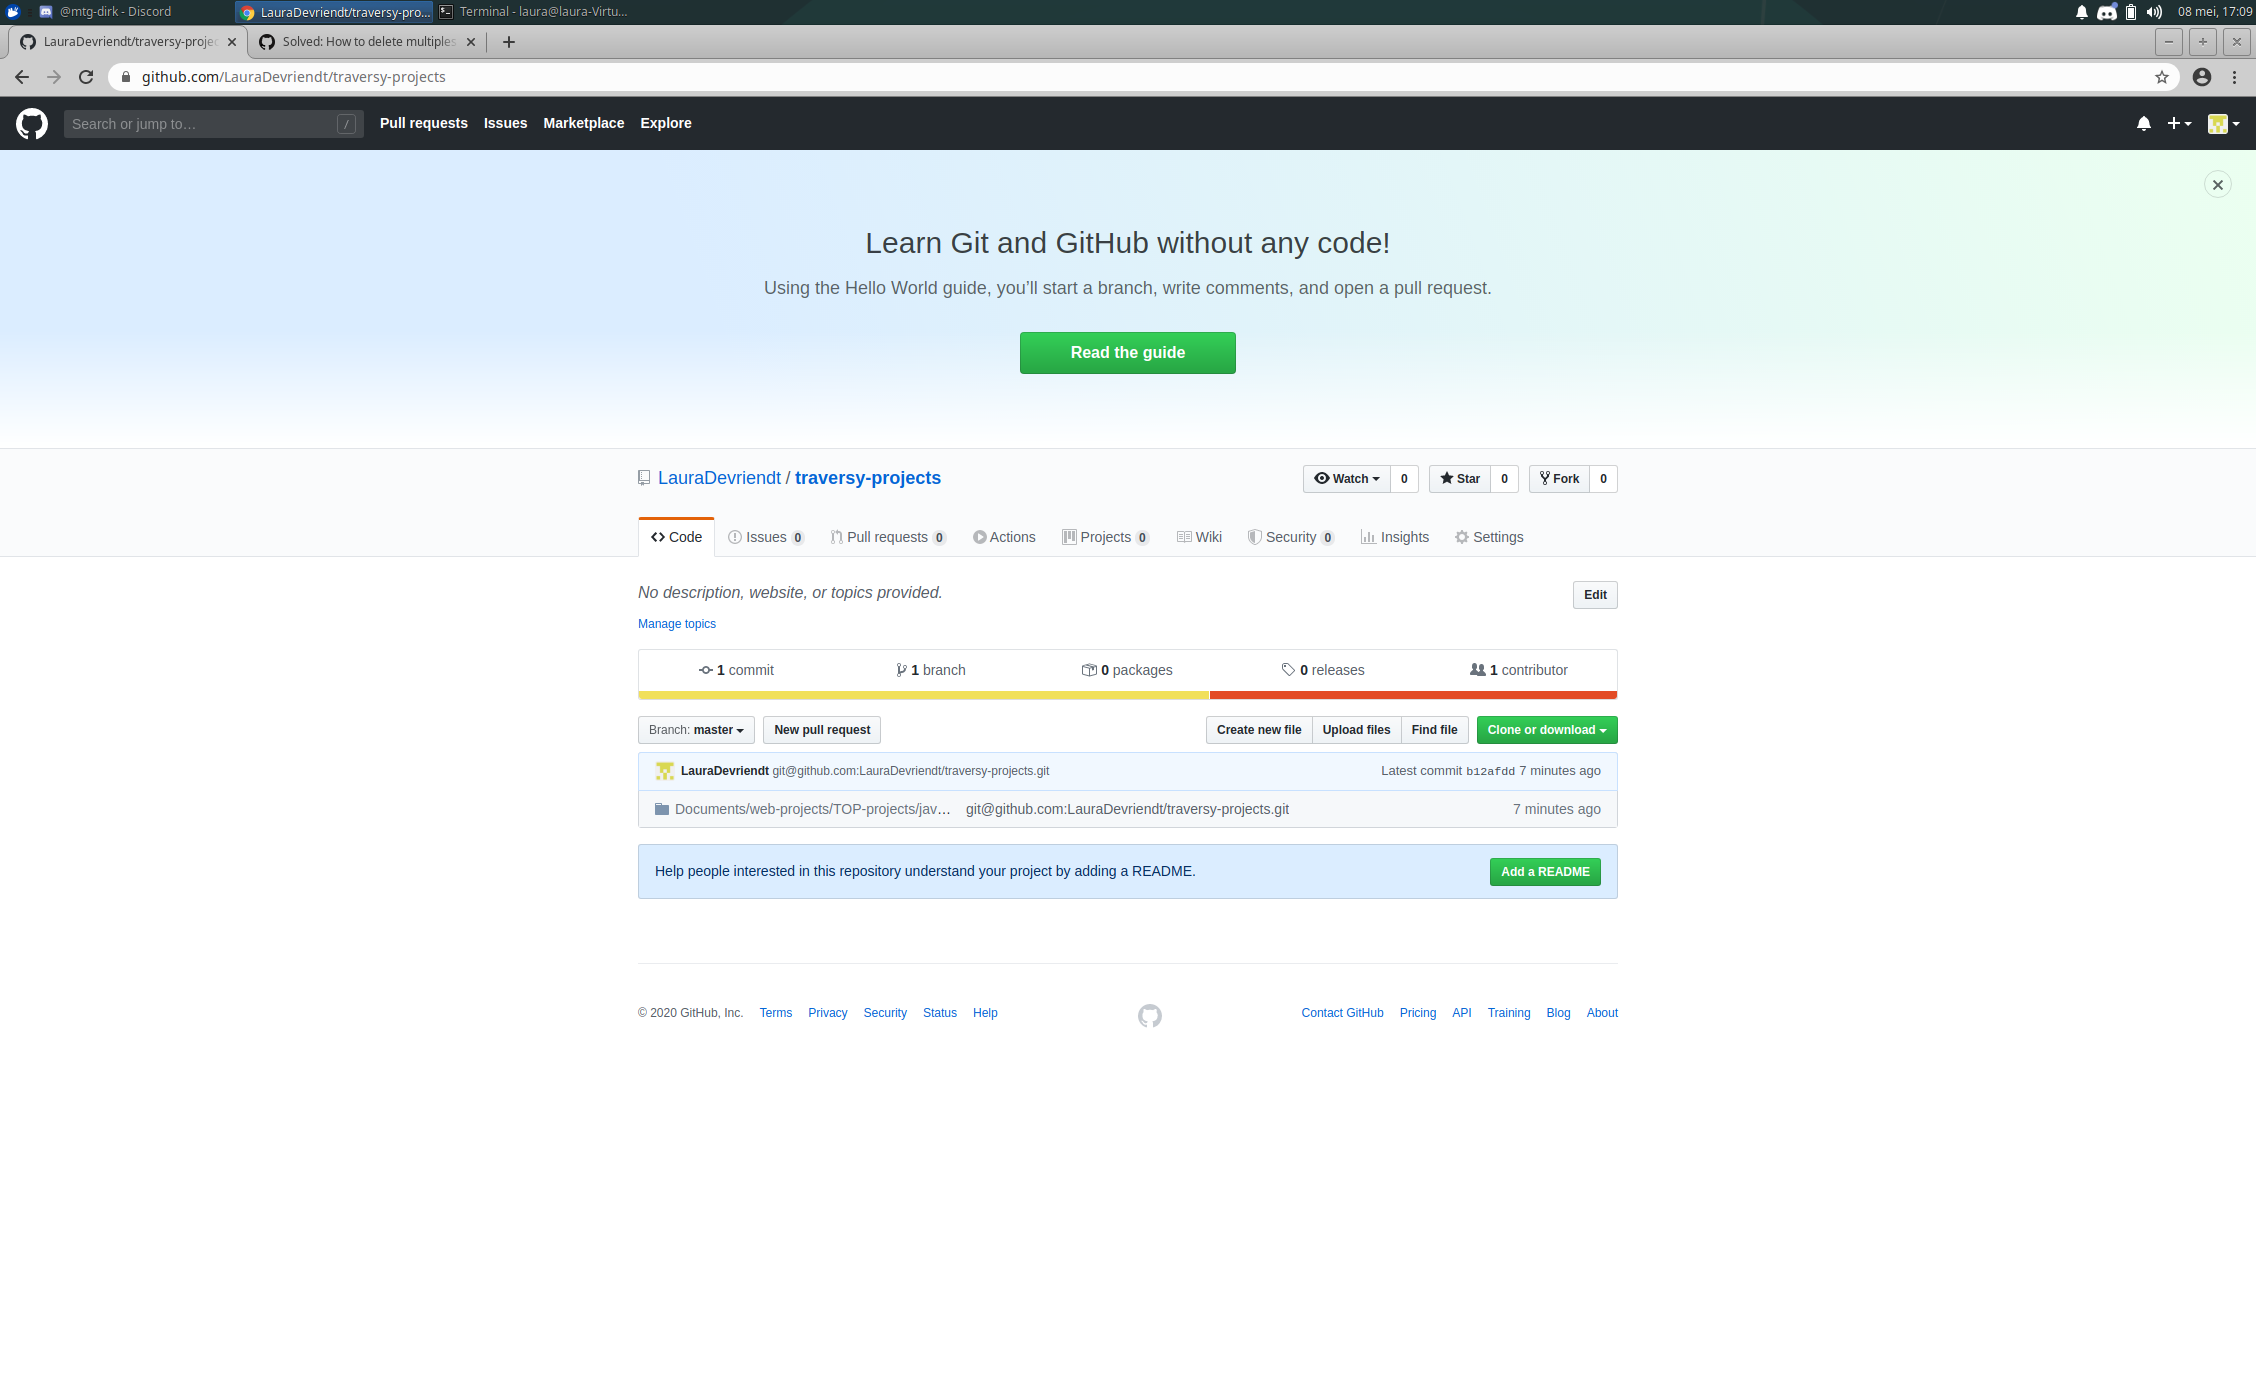 @mtg-dirk - Discord
LauraDevriendt/traversy-pro...
Terminal - laura@laura-Virtu...
08 mei, 17:09
LauraDevriendt/traversy-projec
Solved: How to delete multiples
github.com/LauraDevriendt/traversy-projects
Search or jump to…
/
Pull requests
Issues
Marketplace
Explore
Learn Git and GitHub without any code!
Using the Hello World guide, you’ll start a branch, write comments, and open a pull request.
Read the guide
LauraDevriendt / traversy-projects
Watch 0
Star 0
Fork 0
Code
Issues 0
Pull requests 0
Actions
Projects 0
Wiki
Security 0
Insights
Settings
No description, website, or topics provided.
Edit
Manage topics
1 commit
1 branch
0 packages
0 releases
1 contributor
Branch: master
New pull request
Create new file
Upload files
Find file
Clone or download
LauraDevriendt git@github.com:LauraDevriendt/traversy-projects.git
Latest commit b12afdd 7 minutes ago
Documents/web-projects/TOP-projects/jav…
git@github.com:LauraDevriendt/traversy-projects.git
7 minutes ago
Help people interested in this repository understand your project by adding a README.
Add a README
© 2020 GitHub, Inc.
Terms
Privacy
Security
Status
Help
Contact GitHub
Pricing
API
Training
Blog
About